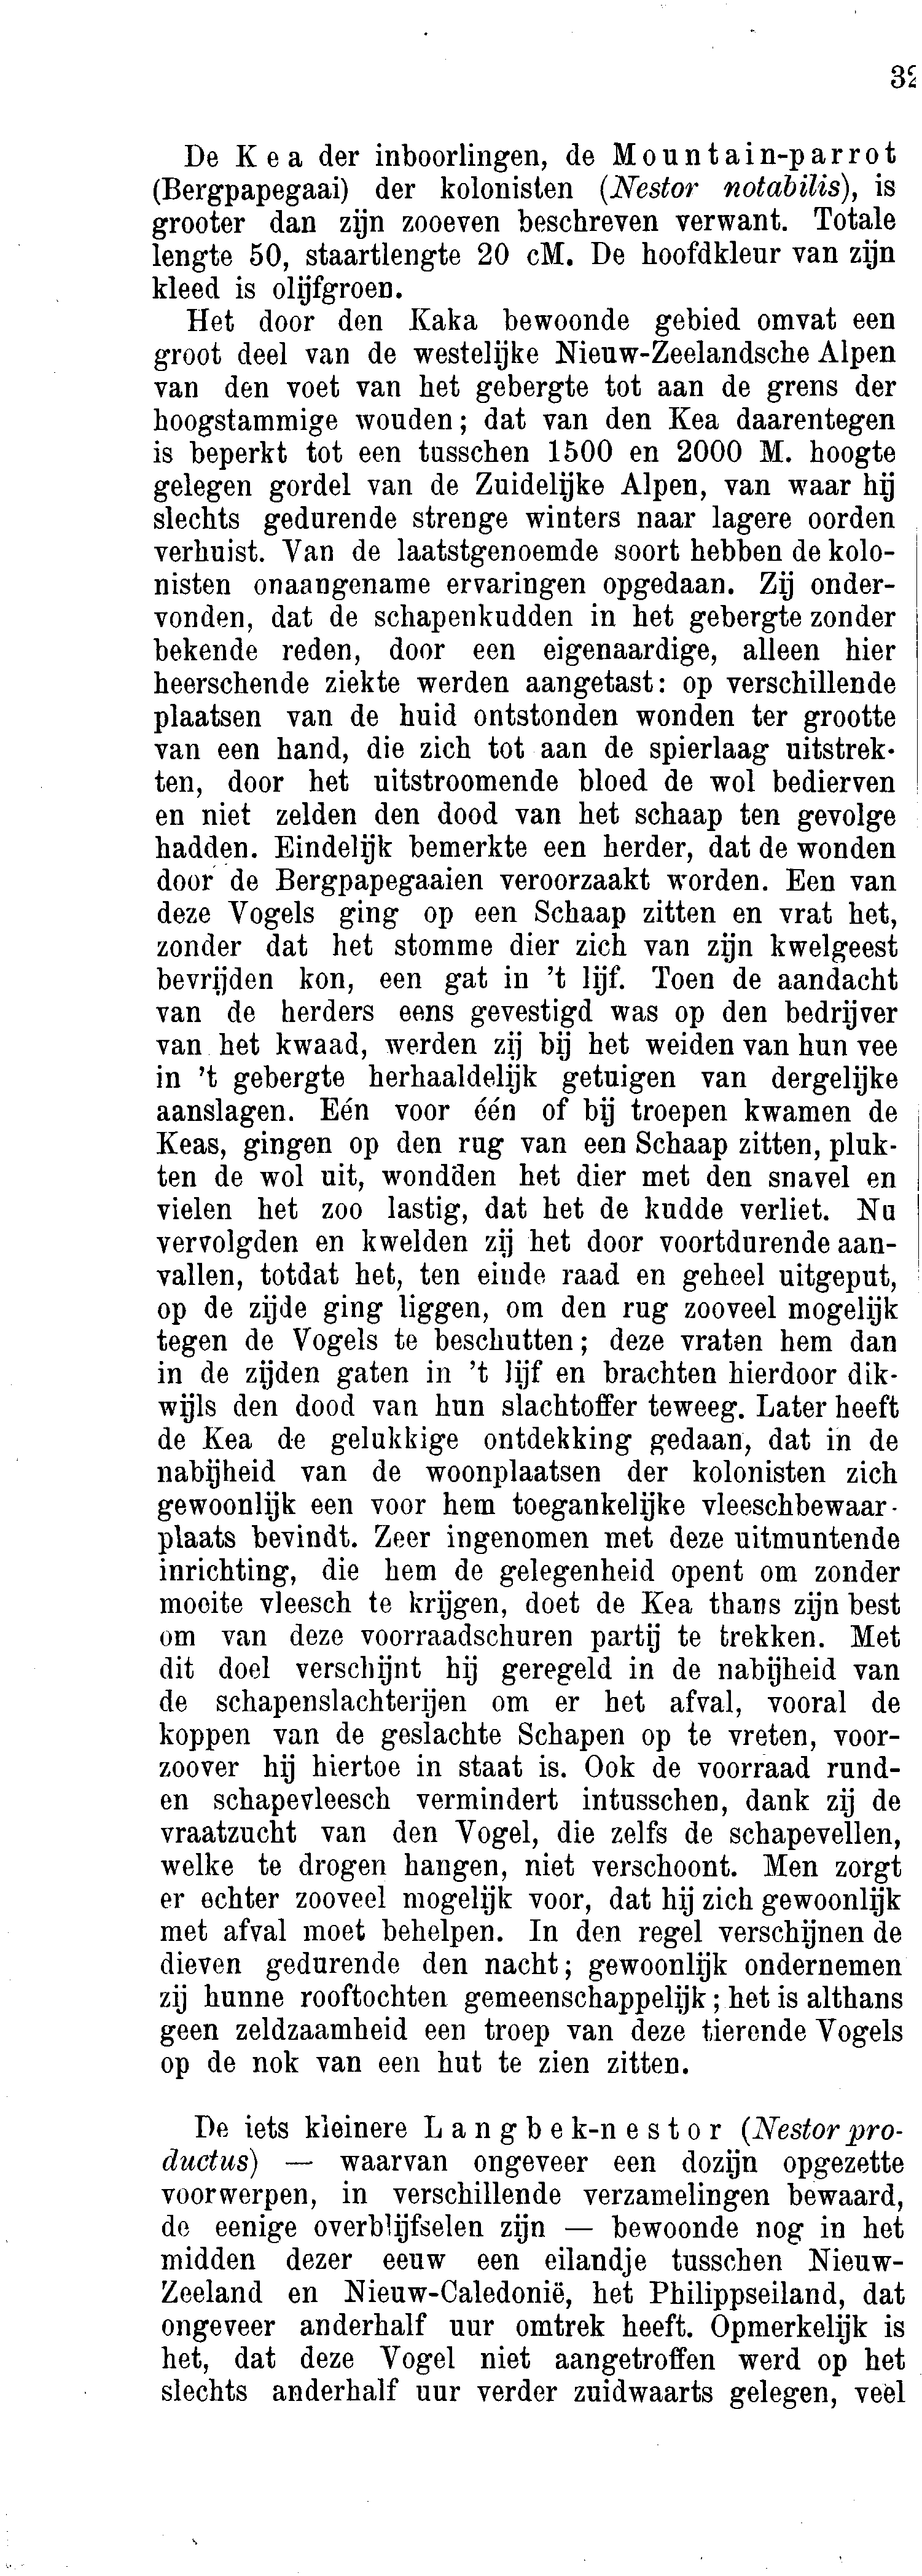 De Kea der inboorlingen, de Mountain-parrot
(Bergpapegaai) der kolonisten (Nestor notabilis), is
grooter dan zijn zooeven beschreven verwant. Totale
lengte 50, staartlengte 20 cM. De hoofdkleur van zijn
kleed is olijfgroen.
Het door den Kaka bewoonde gebied omvat een
groot deel van de westelijke Nieuw-Zeelandsche Alpen
van den voet van het gebergte tot aan de grens der
hoogstammige wouden; dat van den Kea daarentegen
is beperkt tot een tusschen 1500 en 2000 M. hoogte
gelegen gordel van de Zuidelijke Alpen, van waar hij
slechts gedurende strenge winters naar lagere oorden
verhuist. Van de laatstgenoemde soort hebben de kolo-
nisten onaangename ervaringen opgedaan. Zij onder-
vonden, dat de schapenkudden in het gebergte zonder
bekende reden, door een eigenaardige, alleen hier
heerschende ziekte werden aangetast: op verschillende
plaatsen van de huid ontstonden wonden ter grootte
van een hand, die zich tot aan de spierlaag uitstrek-
ten, door het uitstroomende bloed de wol bedierven
en niet zelden den dood van het schaap ten gevolge
hadden. Eindelijk bemerkte een herder, dat de wonden
door de Bergpapegaaien veroorzaakt worden. Een van
deze Vogels ging op een Schaap zitten en vrat het,
zonder dat het stomme dier zich van zijn kwelgeest
bevrijden kon, een gat in 't lijf. Toen de aandacht
van de herders eens gevestigd was op den bedrijver
van het kwaad, werden zij bij het weiden van hun vee
in 't gebergte herhaaldelijk getuigen van dergelijke
aanslagen. Eén voor één of bij troepen kwamen de
Keas, gingen op den rug van een Schaap zitten, pluk-
ten de wol uit, wondden het dier met den snavel en
vielen het zoo lastig, dat het de kudde verliet. Nu
vervolgden en kwelden zij het door voortdurende aan-
vallen, totdat het, ten einde raad en geheel uitgeput,
op de zijde ging liggen, om den rug zooveel mogelijk
tegen de Vogels te beschutten; deze vraten hem dan
in de zijden gaten in 't lijf en brachten hierdoor dik-
wijls den dood van hun slachtoffer teweeg. Later heeft
de Kea de gelukkige ontdekking gedaan, dat in de
nabijheid van de woonplaatsen der kolonisten zich
gewoonlijk een voor hem toegankelijke vleeschbewaar-
plaats bevindt. Zeer ingenomen met deze uitmuntende
inrichting, die hem de gelegenheid opent om zonder
moeite vleesch te krijgen, doet de Kea thans zijn best
om van deze voorraadschuren partij te trekken. Met
dit doel verschijnt hij geregeld in de nabijheid van
de schapenslachterijen om er het afval, vooral de
koppen van de geslachte Schapen op te vreten, voor-
zoover hij hiertoe in staat is. Ook de voorraad rund-
en schapevleesch vermindert intusschen, dank zij de
vraatzucht van den Vogel, die zelfs de schapevellen,
welke te drogen hangen, niet verschoont. Men zorgt
er echter zooveel mogelijk voor, dat hij zich gewoonlijk
met afval moet behelpen. In den regel verschijnen de
dieven gedurende den nacht; gewoonlijk ondernemen
zij hunne rooftochten gemeenschappelijk; het is althans
geen zeldzaamheid een troep van deze tierende Vogels
op de nok van een hut te zien zitten.
De iets kleinere Langbek-nestor (Nestor pro-
ductus) — waarvan ongeveer een dozijn opgezette
voorwerpen, in verschillende verzamelingen bewaard,
de eenige overblijfselen zijn — bewoonde nog in het
midden dezer eeuw een eilandje tusschen Nieuw-
Zeeland en Nieuw-Caledonië, het Philippseiland, dat
ongeveer anderhalf uur omtrek heeft. Opmerkelijk is
het, dat deze Vogel niet aangetroffen werd op het
slechts anderhalf uur verder zuidwaarts gelegen, veel